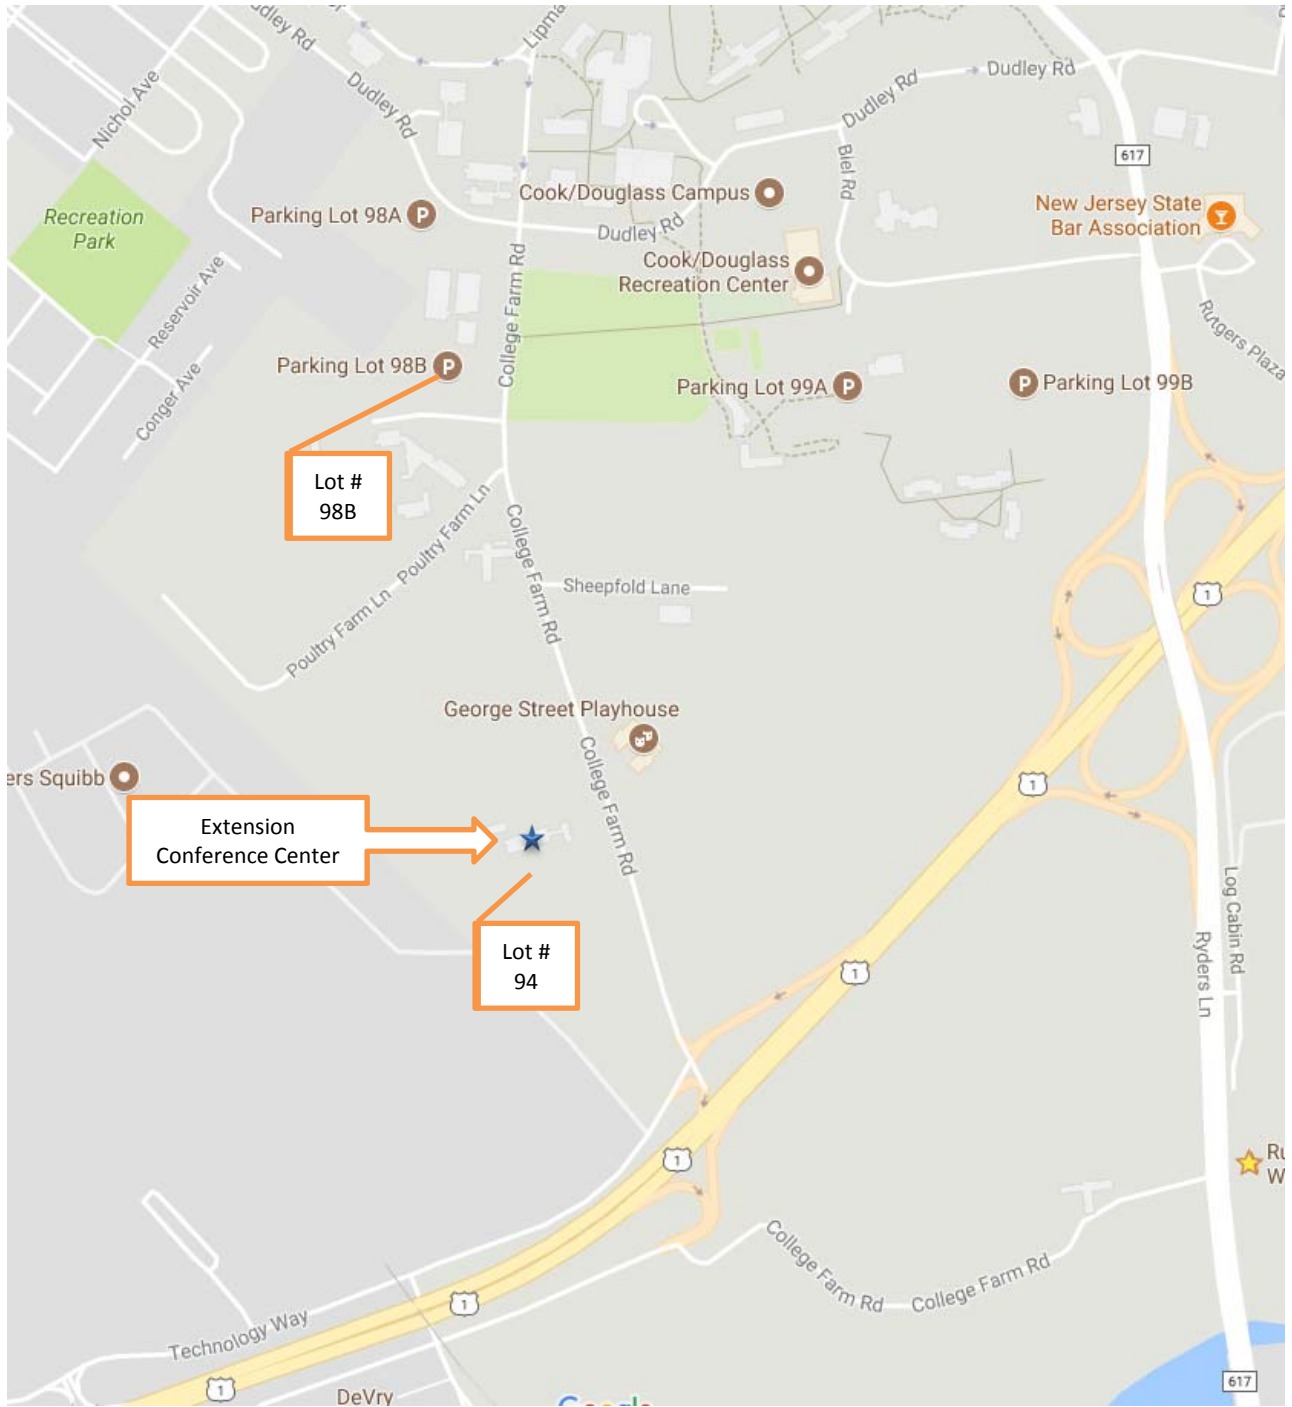 Dudley Rd
Lipma
Nichol Ave
Dudley Rd
Dudley Rd
Dudley Rd
617
Biel Rd
Cook/Douglass Campus
New Jersey State
Bar Association
Recreation
Park
Parking Lot 98A
P
Dudley Rd
Cook/Douglass
Recreation Center
College Farm Rd
Reservoir Ave
Rutgers Plaza
Parking Lot 98B
P
Conger Ave
Parking Lot 99A
P
P
Parking Lot 99B
Lot #
98B
Poultry Farm Ln
College Farm Rd
Sheepfold Lane
Poultry Farm Ln
1
George Street Playhouse
College Farm Rd
ers Squibb
1
Extension
Conference Center
Log Cabin Rd
Lot #
94
Ryders Ln
1
1
Ru
W
College Farm Rd
College Farm Rd
1
Technology Way
1
DeVry
Google
617